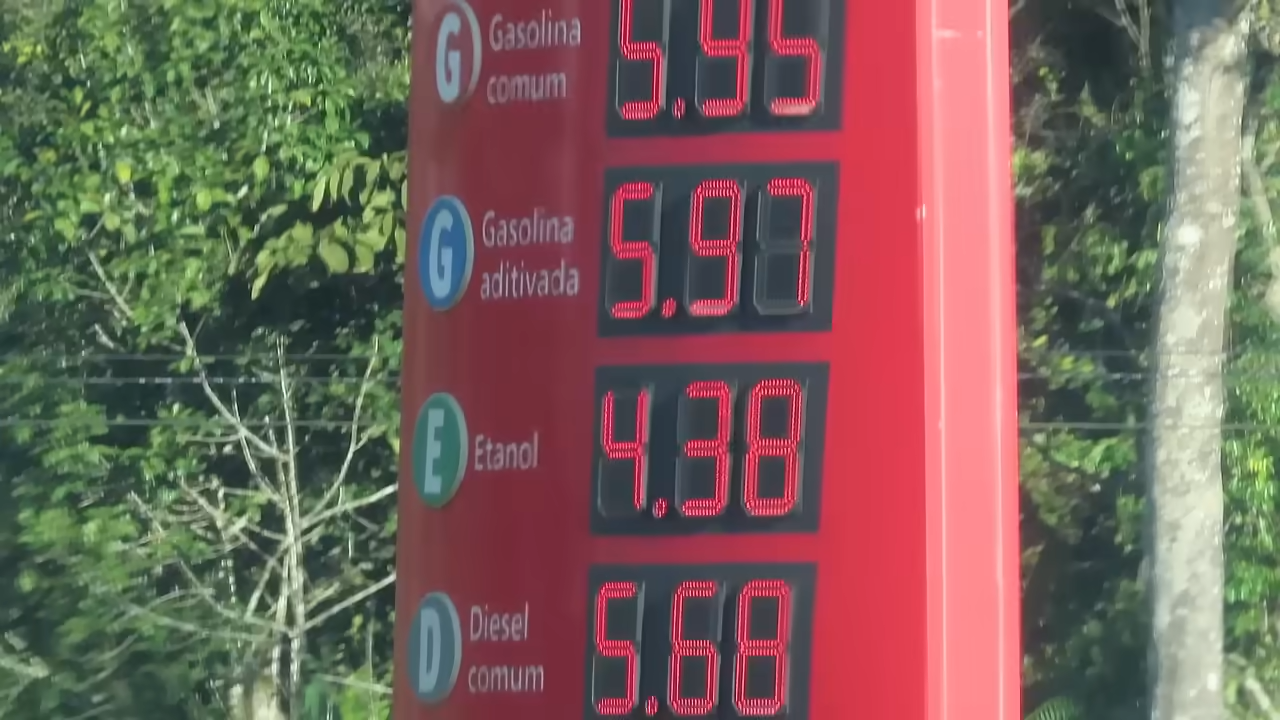 G Gasolina comum 5.95
G Gasolina aditivada 5.97
E Etanol 4.38
D Diesel comum 5.68